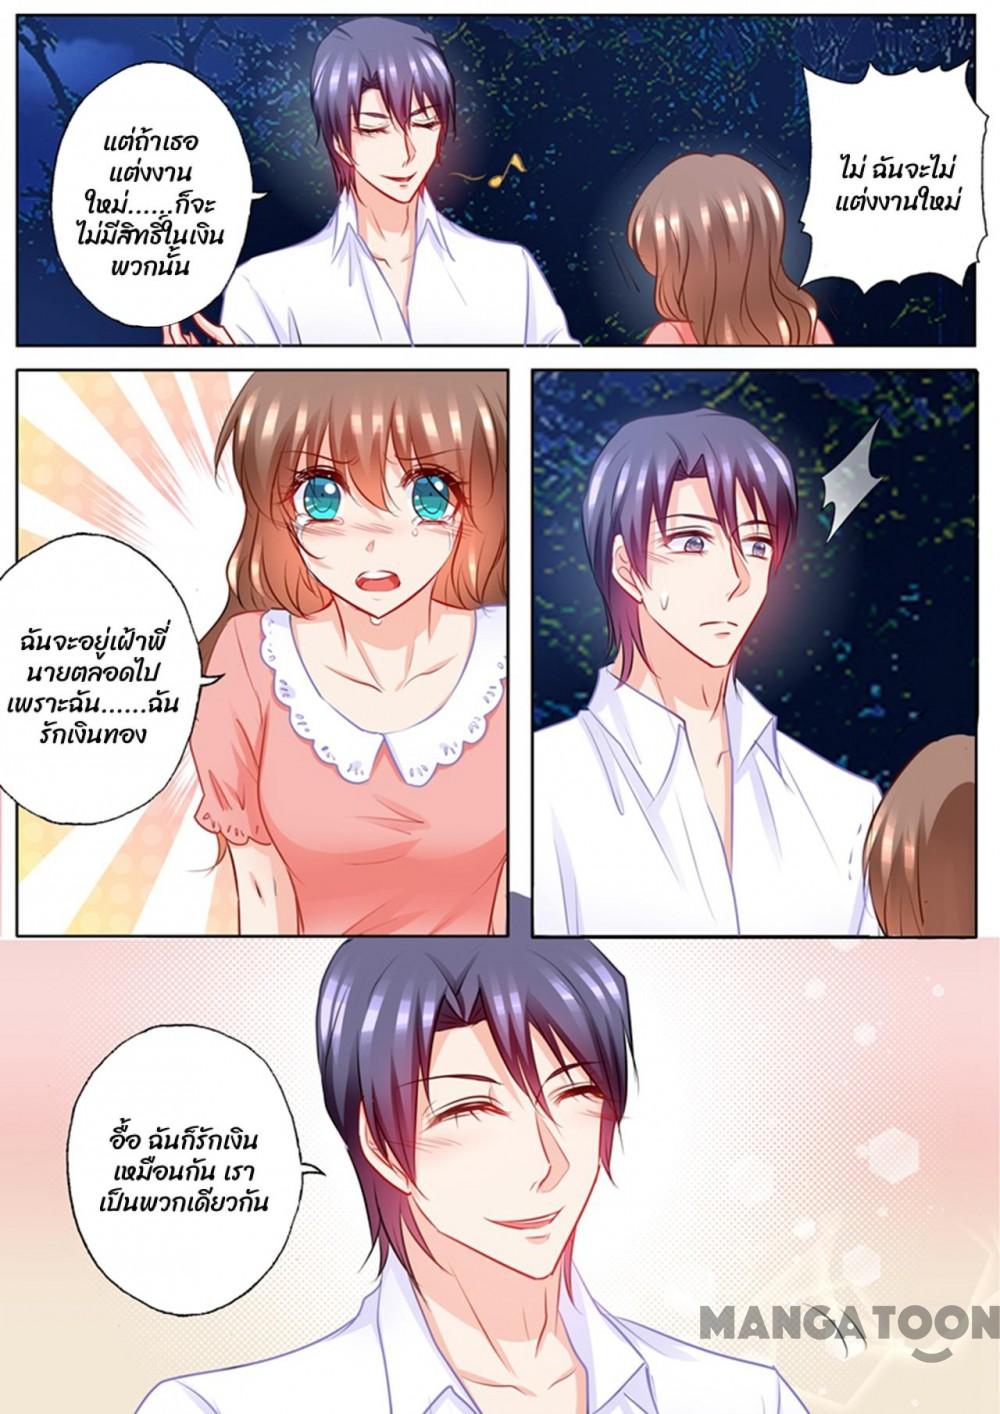 แต่ถ้าเธอ
แต่งงาน
ใหม่......ก็จะ
ไม่มีสิทธิ์ในเงิน
พวกนั้น
ไม่ ฉันจะไม่
แต่งงานใหม่
ฉันจะอยู่เฝ้าพี่
นายตลอดไป
เพราะฉัน......ฉัน
รักเงินทอง
อื้อ ฉันก็รักเงิน
เหมือนกัน เรา
เป็นพวกเดียวกัน
MANGATOON